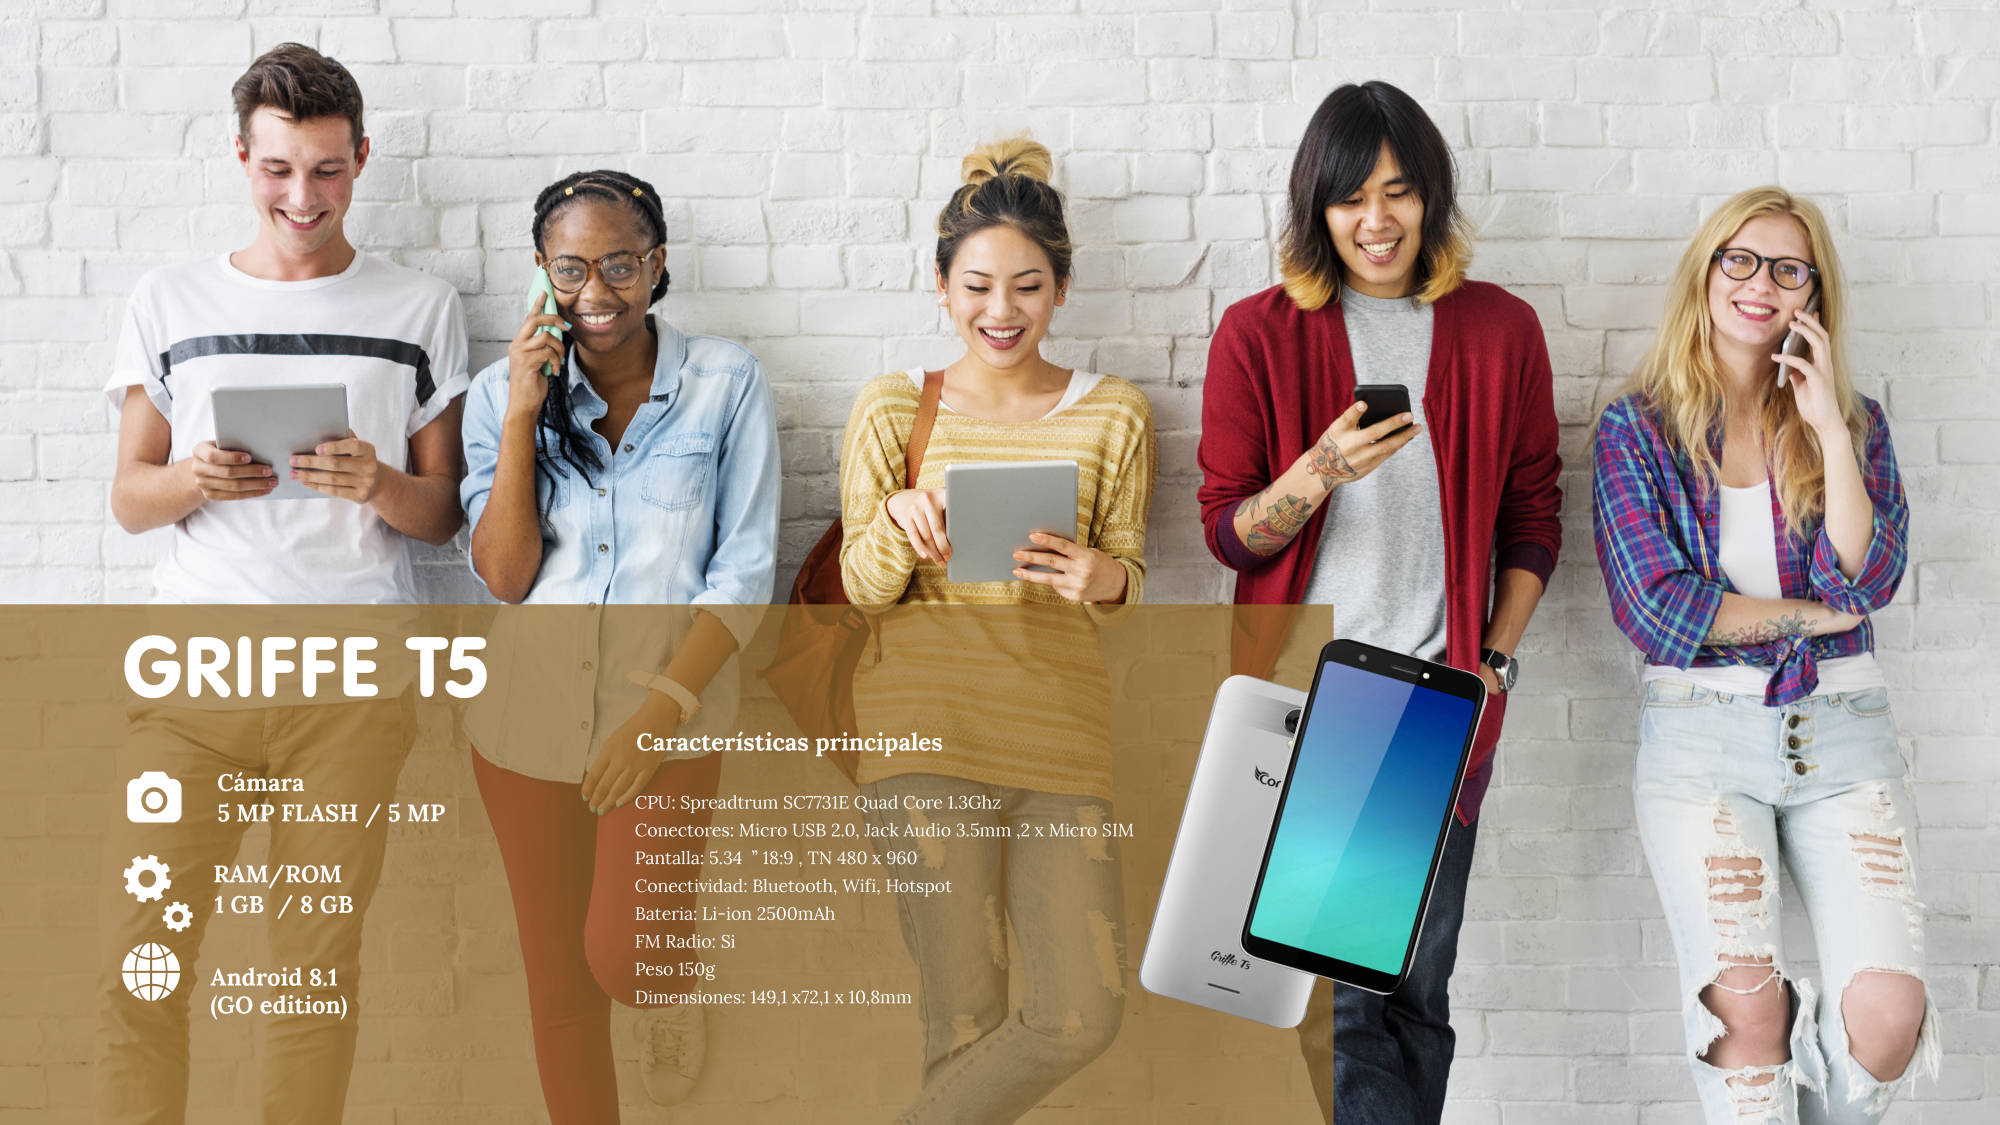 GRIFFE T5
Cámara
5 MP FLASH / 5 MP
RAM/ROM
1 GB / 8 GB
Android 8.1
(GO edition)
Características principales
CPU: Spreadtrum SC7731E Quad Core 1.3Ghz
Conectores: Micro USB 2.0, Jack Audio 3.5mm ,2 x Micro SIM
Pantalla: 5.34 ” 18:9 , TN 480 x 960
Conectividad: Bluetooth, Wifi, Hotspot
Bateria: Li-ion 2500mAh
FM Radio: Si
Peso 150g
Dimensiones: 149,1 x72,1 x 10,8mm
Cor
Griffe T5